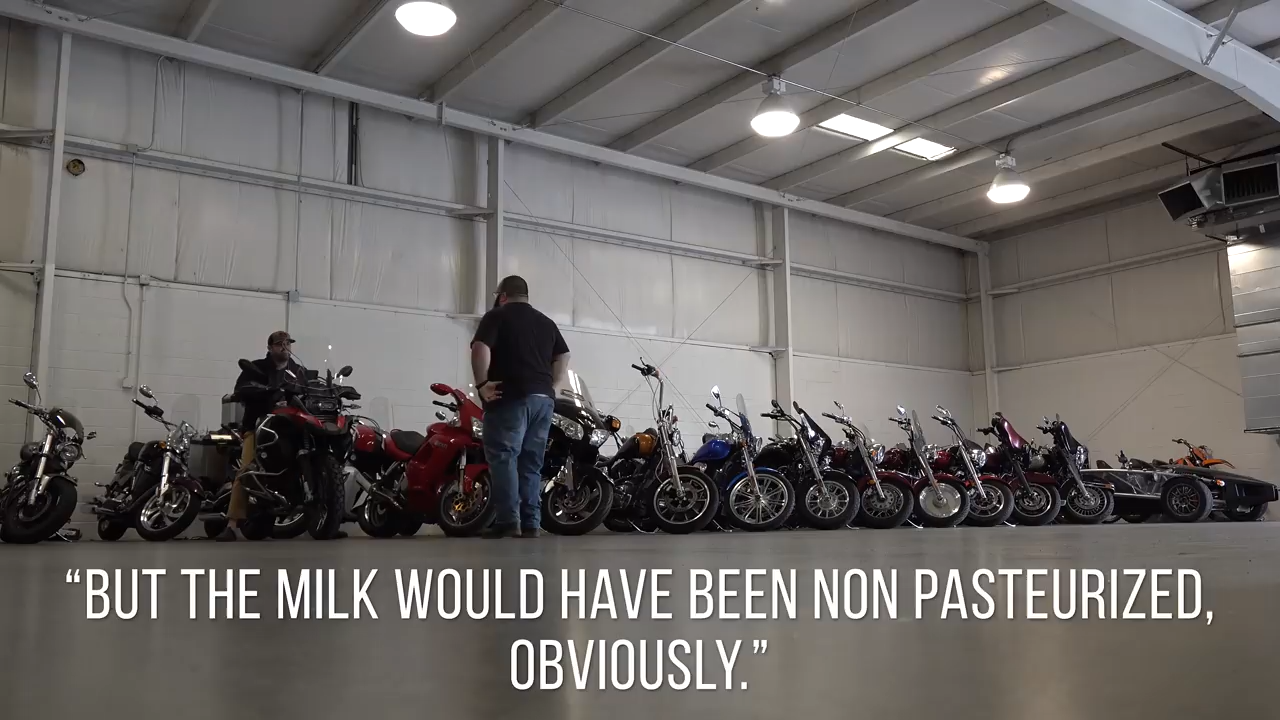 “BUT THE MILK WOULD HAVE BEEN NON PASTEURIZED,
OBVIOUSLY.”